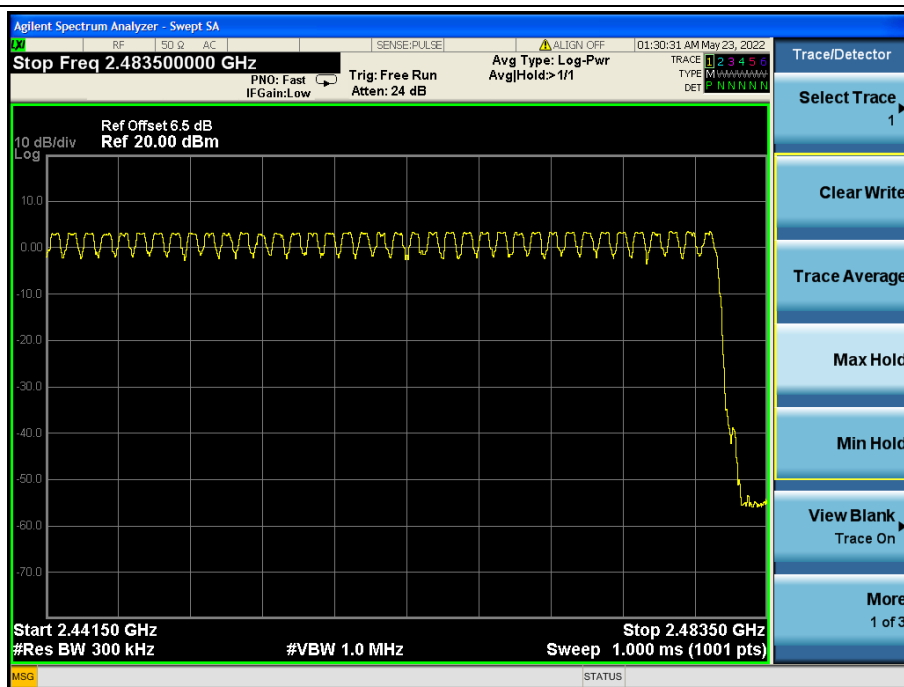 Agilent Spectrum Analyzer - Swept SA
LXI RF 50 Ω AC SENSE:PULSE ALIGN OFF 01:30:31 AM May 23, 2022
Stop Freq 2.483500000 GHz
PNO: Fast
IFGain:Low
Trig: Free Run
Atten: 24 dB
Avg Type: Log-Pwr
Avg|Hold:>1/1
TRACE 1 2 3 4 5 6
TYPE M WWWWW
DET P N N N N N
Ref Offset 6.5 dB
10 dB/div Ref 20.00 dBm
Log
10.0
0.00
-10.0
-20.0
-30.0
-40.0
-50.0
-60.0
-70.0
Start 2.44150 GHz Stop 2.48350 GHz
#Res BW 300 kHz #VBW 1.0 MHz Sweep 1.000 ms (1001 pts)
MSG STATUS
Trace/Detector
Select Trace
1
Clear Write
Trace Average
Max Hold
Min Hold
View Blank
Trace On
More
1 of 3